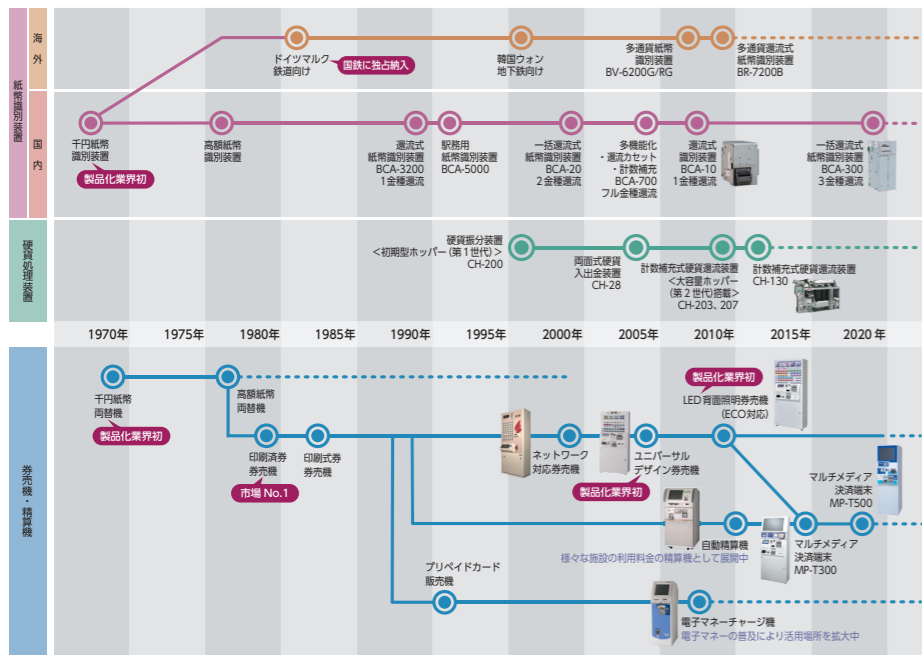 紙幣識別装置
海外
ドイツマルク
鉄道向け
国鉄に独占納入
韓国ウォン
地下鉄向け
多通貨紙幣
識別装置
BV-6200G/RG
多通貨還流式
紙幣識別装置
BR-7200B
国内
千円紙幣
識別装置
製品化業界初
高額紙幣
識別装置
還流式
紙幣識別装置
BCA-3200
1金種還流
駅務用
紙幣識別装置
BCA-5000
一括還流式
紙幣識別装置
BCA-20
2金種還流
多機能化
・還流カセット
・計数補充
BCA-700
フル金種還流
還流式
識別装置
BCA-10
1金種還流
一括還流式
紙幣識別装置
BCA-300
3金種還流
硬貨処理装置
硬貨振分装置
<初期型ホッパー(第1世代)>
CH-200
両面式硬貨
入出金装置
CH-28
計数補充式硬貨還流装置
<大容量ホッパー
(第2世代)搭載>
CH-203、207
計数補充式硬貨還流装置
CH-130
1970年 1975年 1980年 1985年 1990年 1995年 2000年 2005年 2010年 2015年 2020年
券売機・精算機
千円紙幣
両替機
製品化業界初
高額紙幣
両替機
印刷済券
券売機
市場 No.1
印刷式券
券売機
ネットワーク
対応券売機
ユニバーサル
デザイン券売機
製品化業界初
製品化業界初
LED背面照明券売機
(ECO対応)
マルチメディア
決済端末
MP-T500
自動精算機
様々な施設の利用料金の精算機として展開中
マルチメディア
決済端末
MP-T300
プリペイドカード
販売機
電子マネーチャージ機
電子マネーの普及により活用場所を拡大中